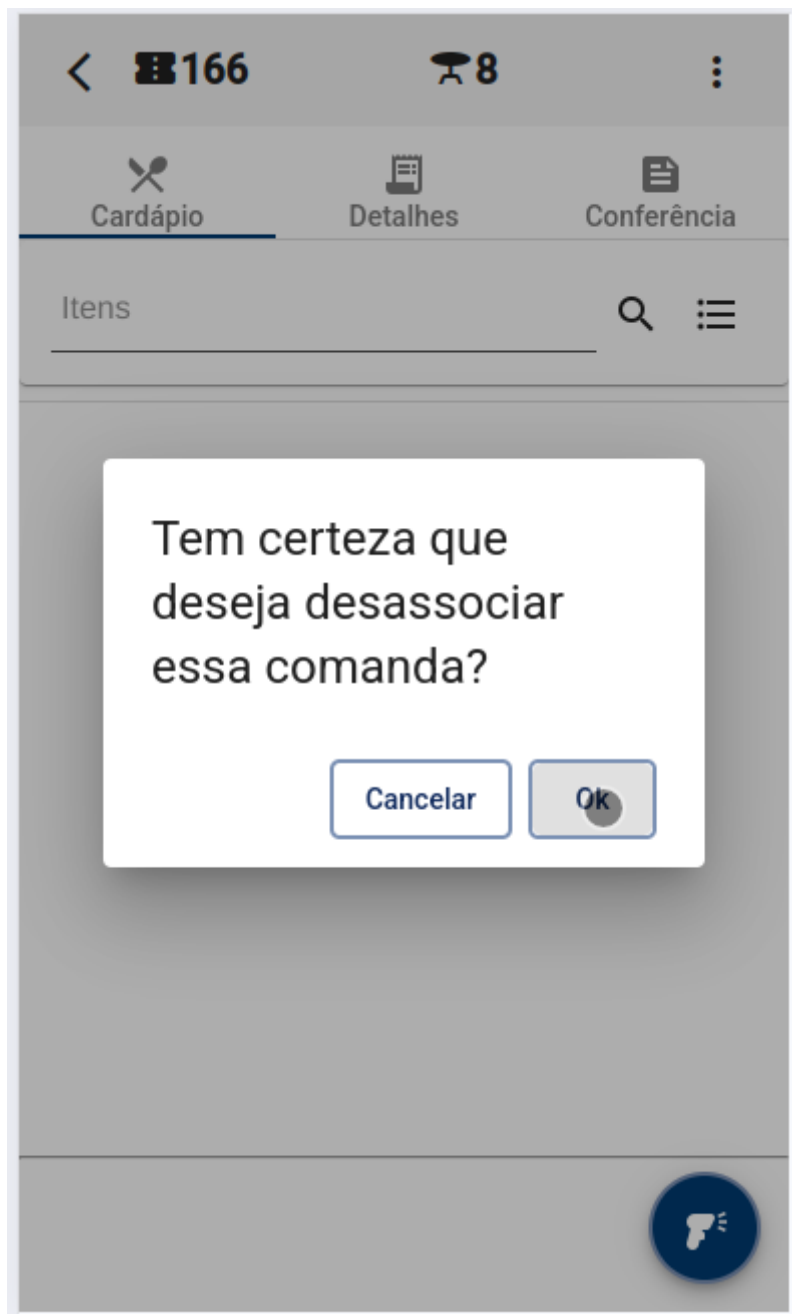 166 8
Cardápio Detalhes Conferência
Itens
Tem certeza que
deseja desassociar
essa comanda?
Cancelar Ok